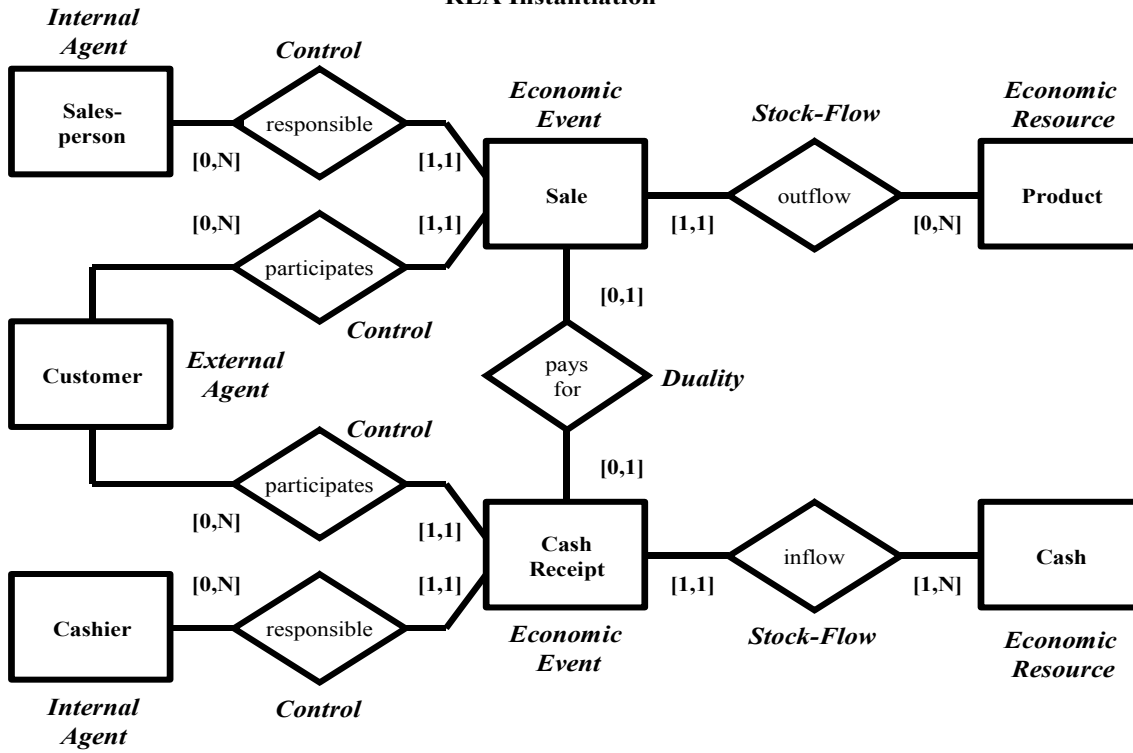 REA Instantiation
Internal
Agent
Control
Economic
Event
Stock-Flow
Economic
Resource
Sales-
person
responsible
[0,N]
[1,1]
Sale
outflow
[1,1]
[0,N]
Product
[0,N]
[1,1]
participates
Control
[0,1]
Customer
External
Agent
pays
for
Duality
Control
participates
[0,N]
[1,1]
[0,1]
Cash
Receipt
inflow
[1,1]
[1,N]
Cash
[0,N]
[1,1]
Cashier
responsible
Economic
Event
Stock-Flow
Economic
Resource
Internal
Agent
Control